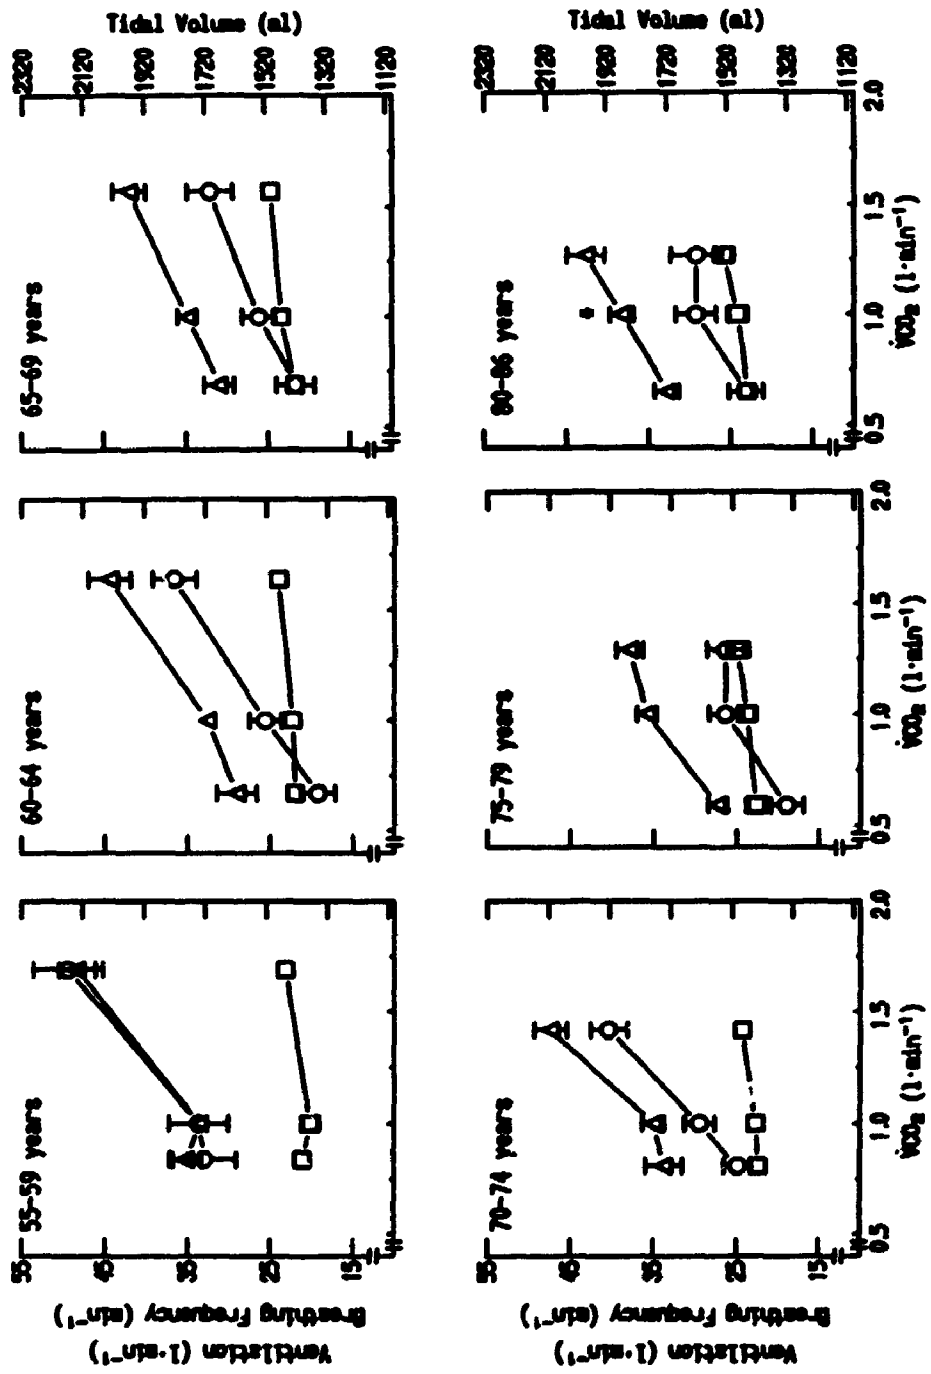 55-59 years
60-64 years
65-69 years
Ventilation (l·min⁻¹)
Breathing Frequency (min⁻¹)
55
45
35
25
15
2320
2120
1920
1720
1520
1320
1120
Tidal Volume (ml)
70-74 years
75-79 years
80-86 years
*
Ventilation (l·min⁻¹)
Breathing Frequency (min⁻¹)
55
45
35
25
15
2320
2120
1920
1720
1520
1320
1120
Tidal Volume (ml)
0.5 1.0 1.5 2.0
0.5 1.0 1.5 2.0
0.5 1.0 1.5 2.0
V̇CO₂ (l·min⁻¹)
V̇CO₂ (l·min⁻¹)
V̇CO₂ (l·min⁻¹)